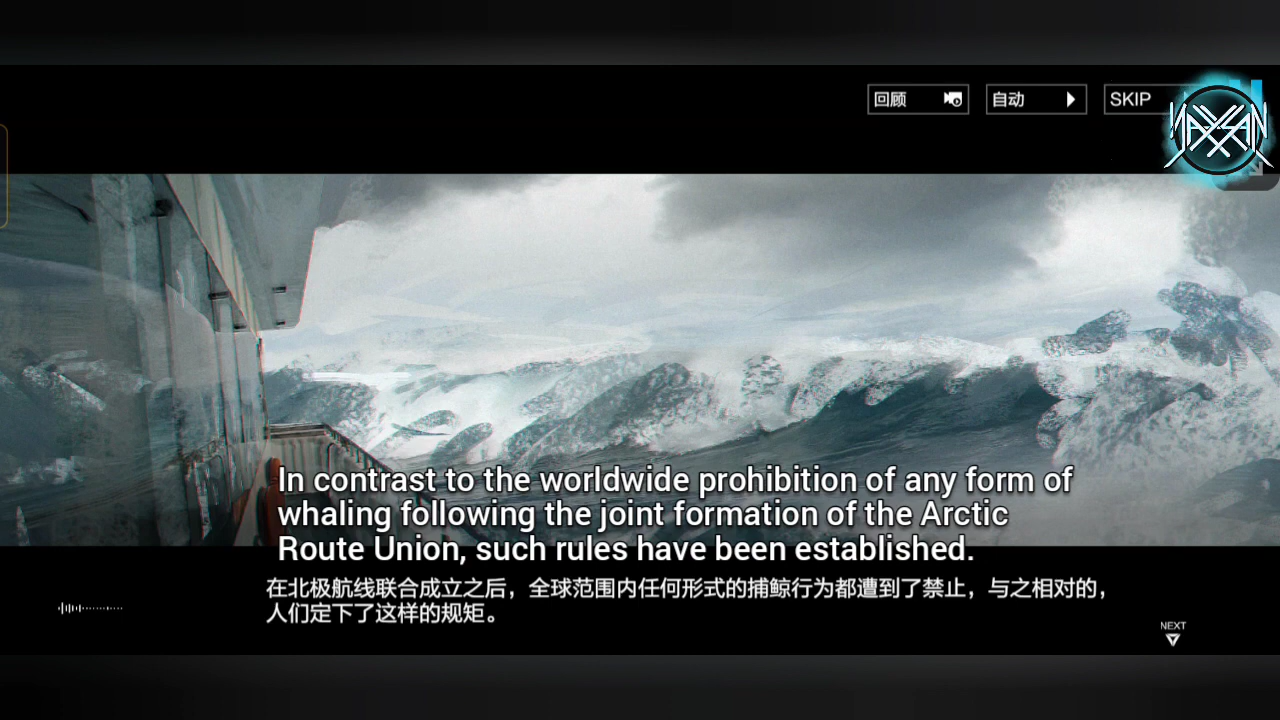 回顾
自动
SKIP
NAXSAN
In contrast to the worldwide prohibition of any form of
whaling following the joint formation of the Arctic
Route Union, such rules have been established.
在北极航线联合成立之后，全球范围内任何形式的捕鲸行为都遭到了禁止，与之相对的，
人们定下了这样的规矩。
NEXT